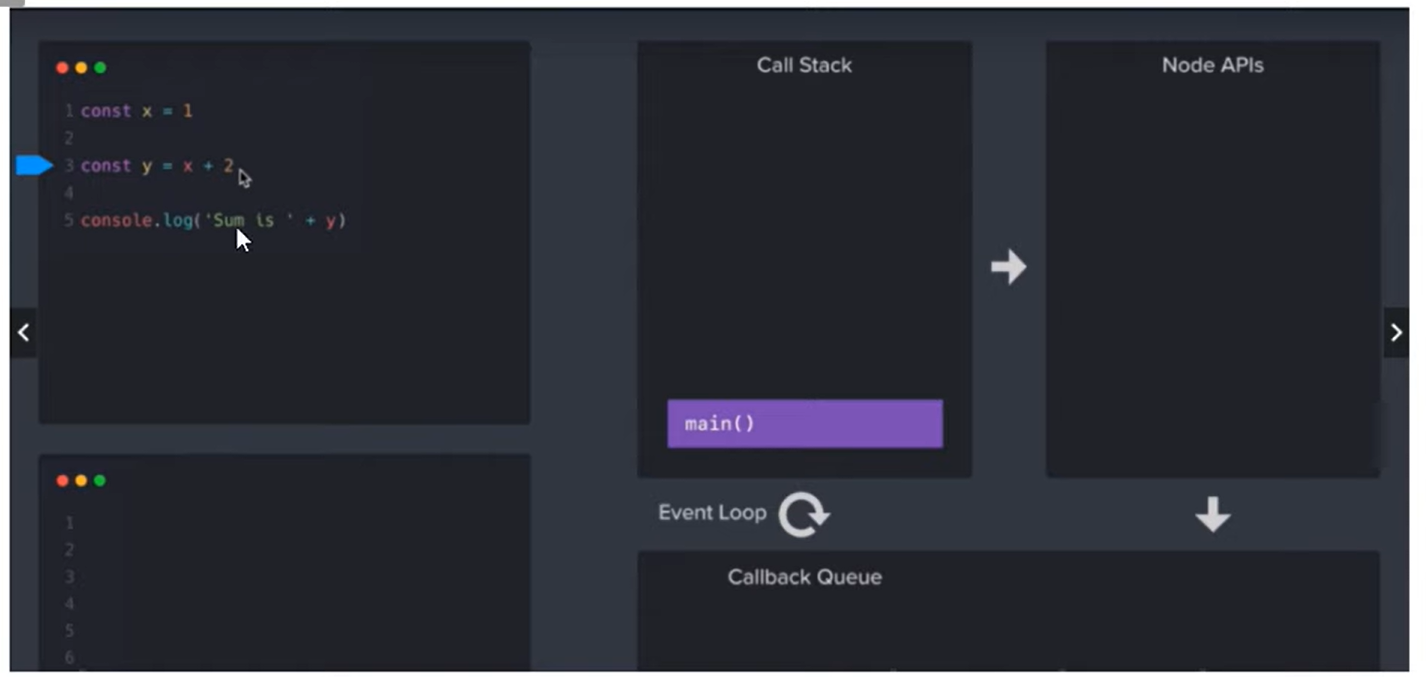 1 const x = 1
2
3 const y = x + 2
4
5 console.log('Sum is ' + y)
1
2
3
4
5
6
Call Stack
main()
Node APIs
Event Loop
Callback Queue